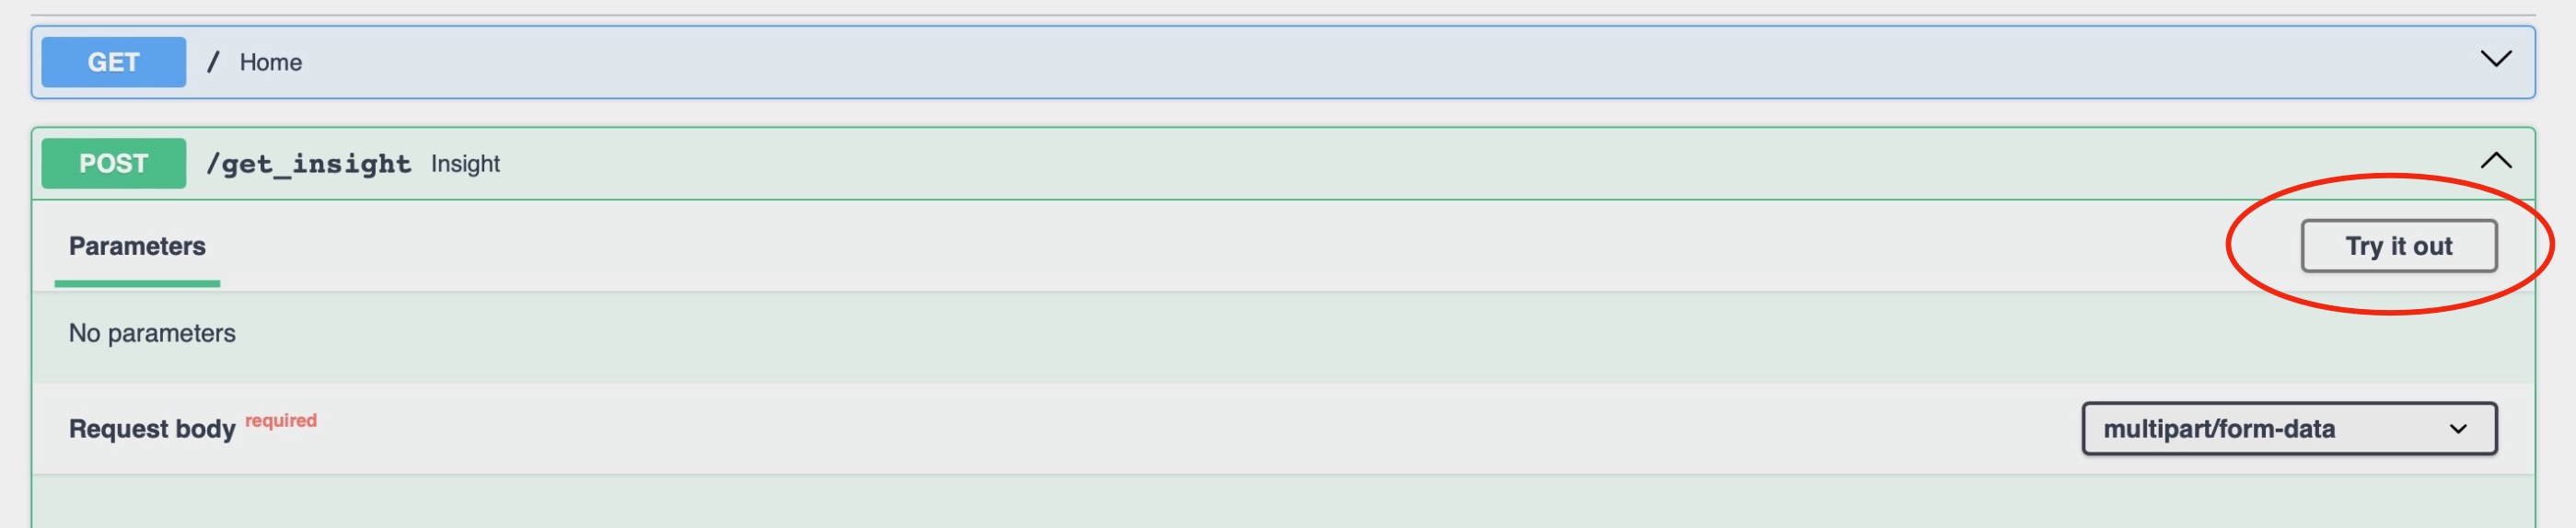 GET / Home
POST /get_insight Insight
Parameters Try it out
No parameters
Request body required multipart/form-data